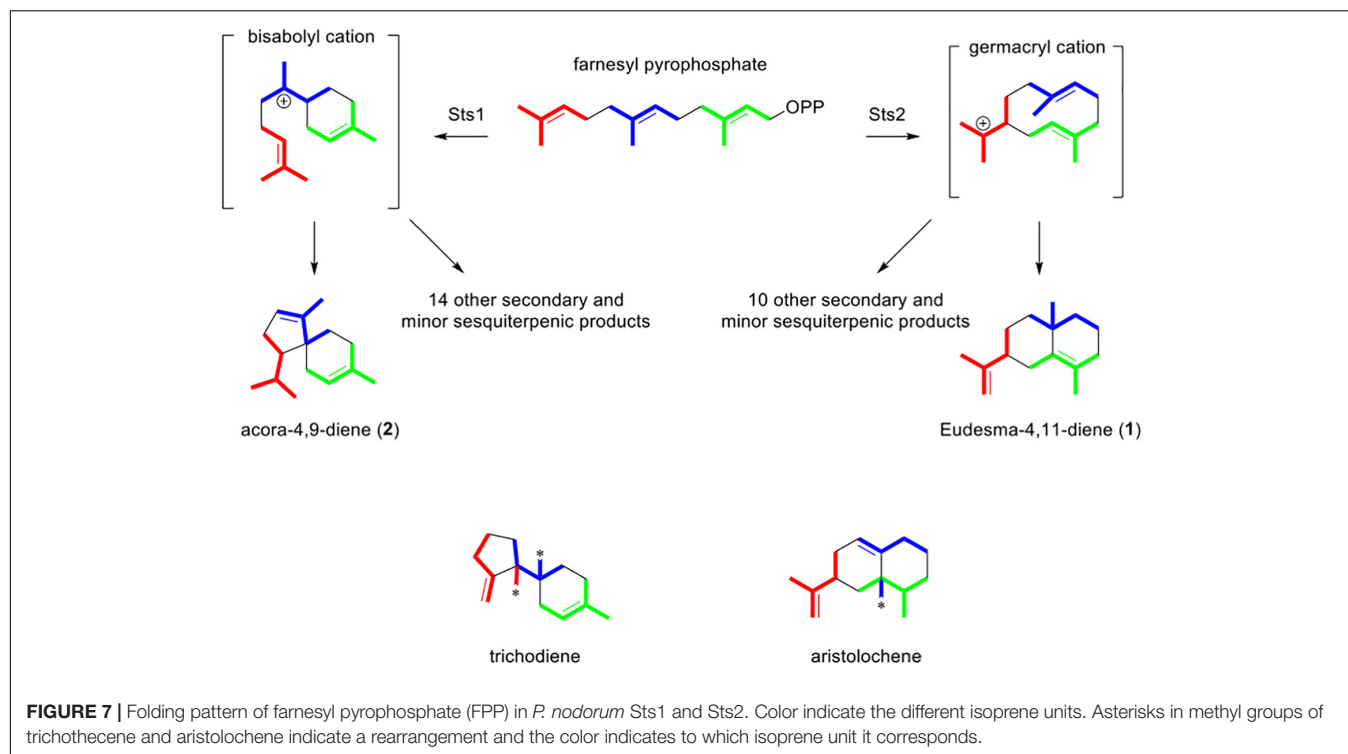 bisabolyl cation
farnesyl pyrophosphate
germacryl cation
⊕
OPP
Sts1
Sts2
⊕
14 other secondary and
minor sesquiterpenic products
10 other secondary and
minor sesquiterpenic products
acora-4,9-diene (2)
Eudesma-4,11-diene (1)
*
*
*
trichodiene
aristolochene
FIGURE 7 | Folding pattern of farnesyl pyrophosphate (FPP) in P. nodorum Sts1 and Sts2. Color indicate the different isoprene units. Asterisks in methyl groups of
trichothecene and aristolochene indicate a rearrangement and the color indicates to which isoprene unit it corresponds.